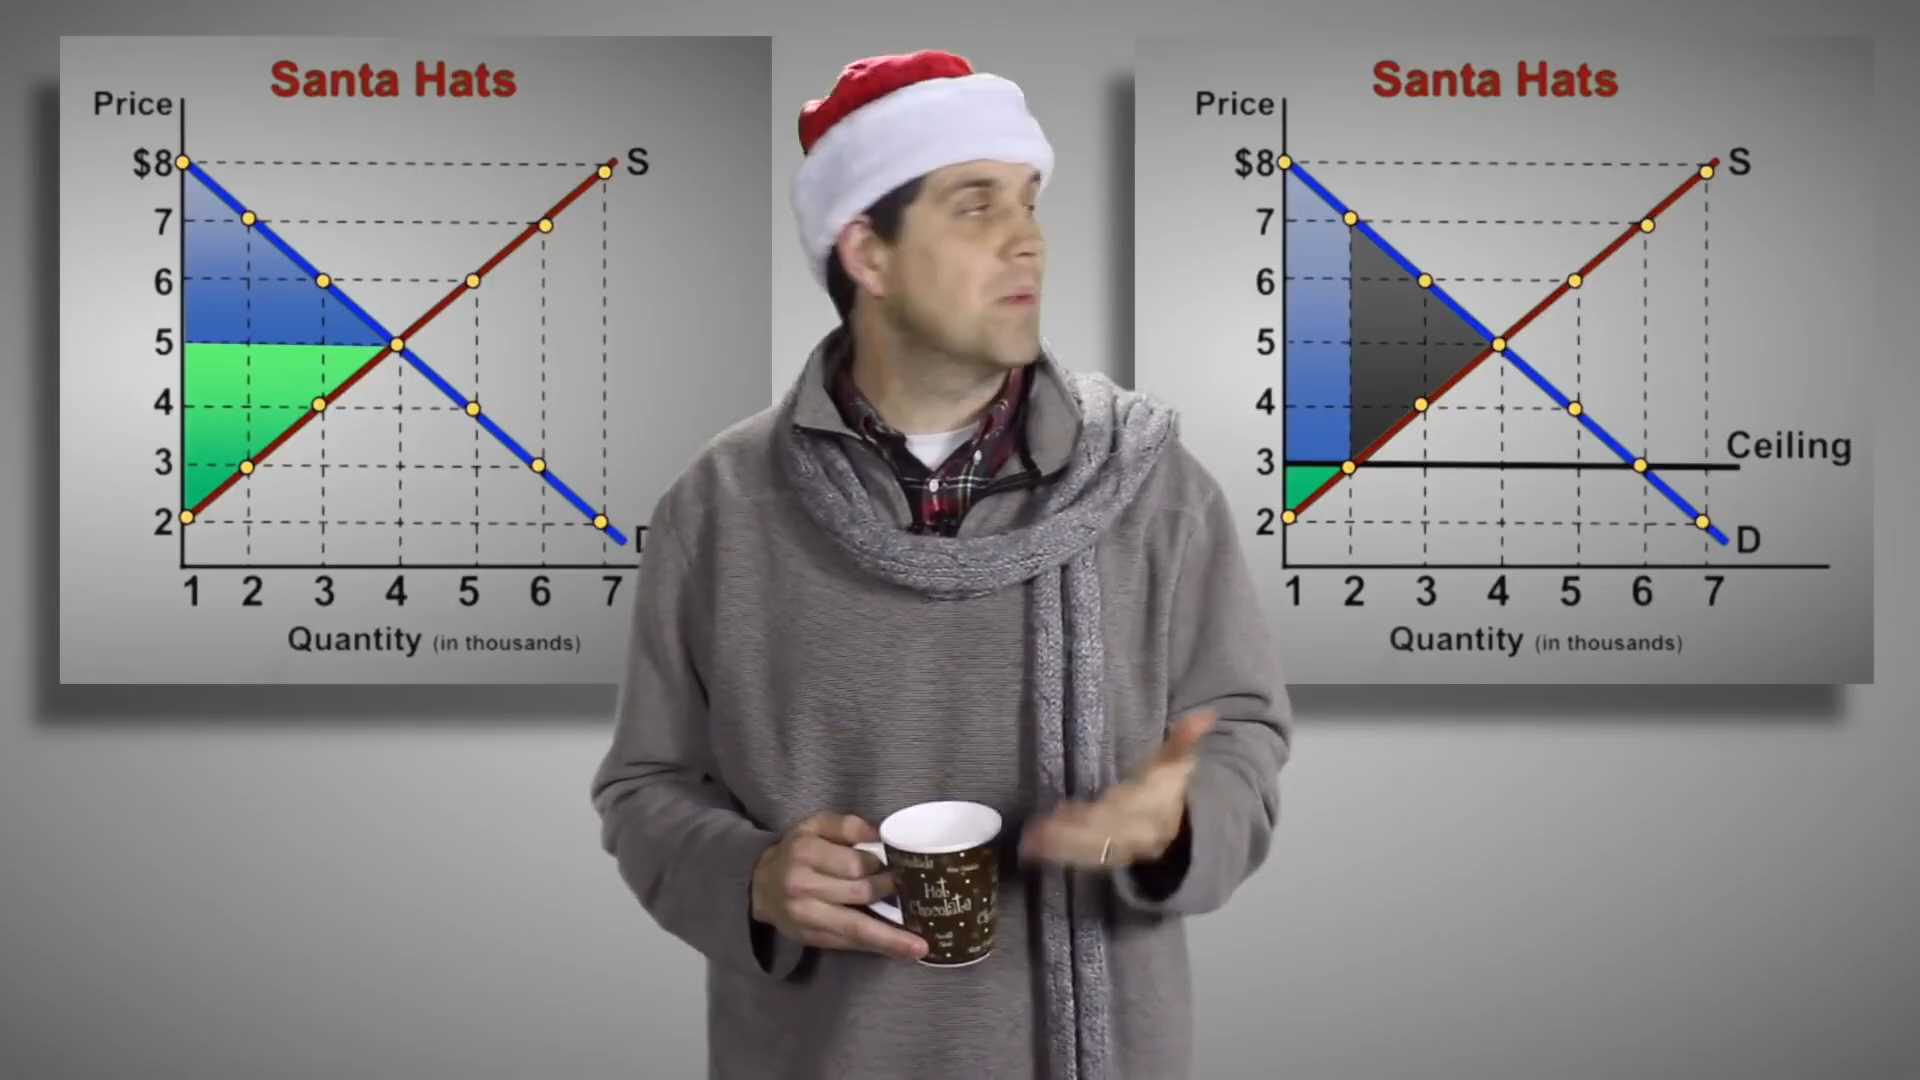 Santa Hats
Price
$8
7
6
5
4
3
2
S
1 2 3 4 5 6 7
Quantity (in thousands)
Santa Hats
Price
$8
7
6
5
4
3
2
S
Ceiling
D
1 2 3 4 5 6 7
Quantity (in thousands)
Hot
Chocolate